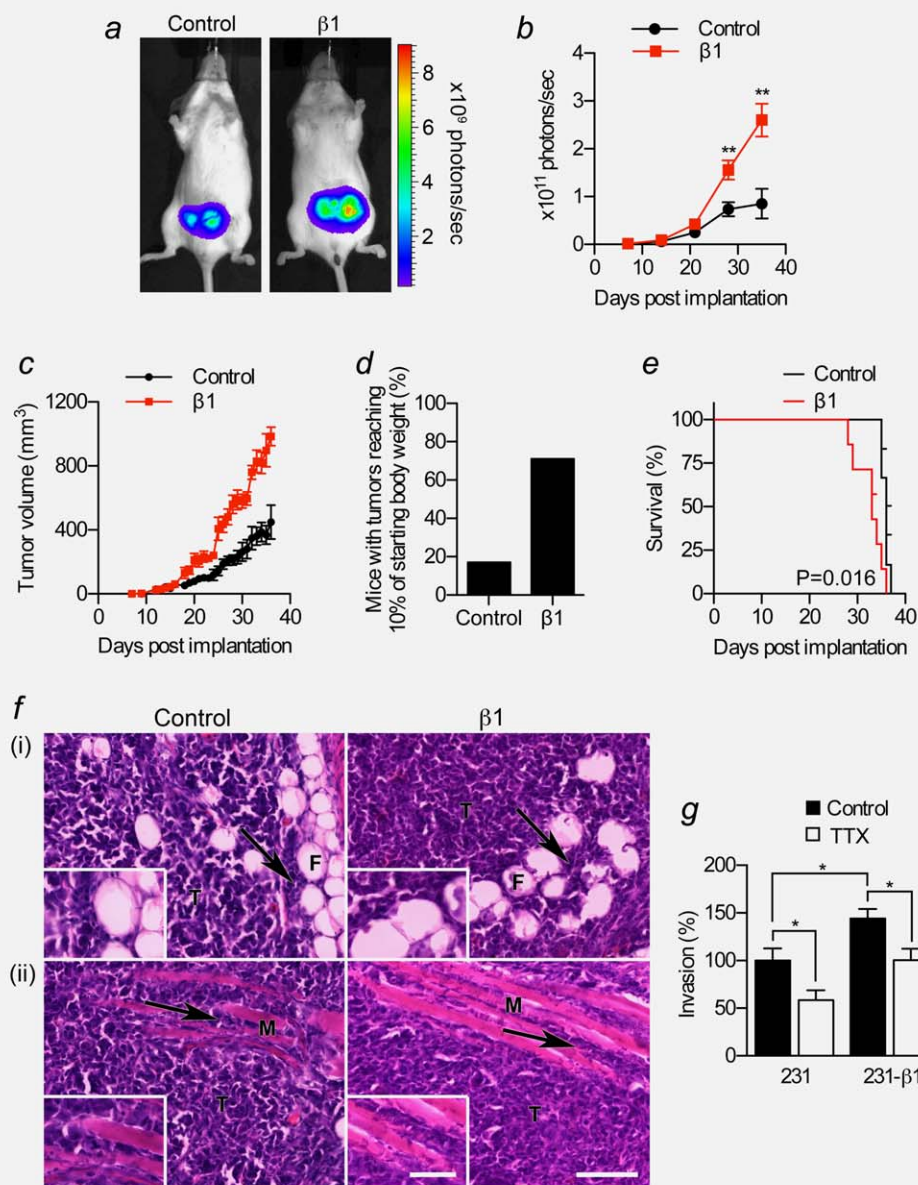 a
Control
β1
8
6
4
2
x10⁹ photons/sec
b
Control
β1
x10¹¹ photons/sec
4
3
2
1
0
**
**
0 10 20 30 40
Days post implantation
c
Control
β1
Tumor volume (mm³)
1200
800
400
0
0 10 20 30 40
Days post implantation
d
Mice with tumors reaching
10% of starting body weight (%)
100
80
60
40
20
0
Control β1
e
Control
β1
Survival (%)
100
75
50
25
0
P=0.016
0 10 20 30 40
Days post implantation
f
Control
β1
(i)
T
F
T
F
(ii)
M
T
M
T
g
Control
TTX
Invasion (%)
200
150
100
50
0
*
*
*
231
231-β1